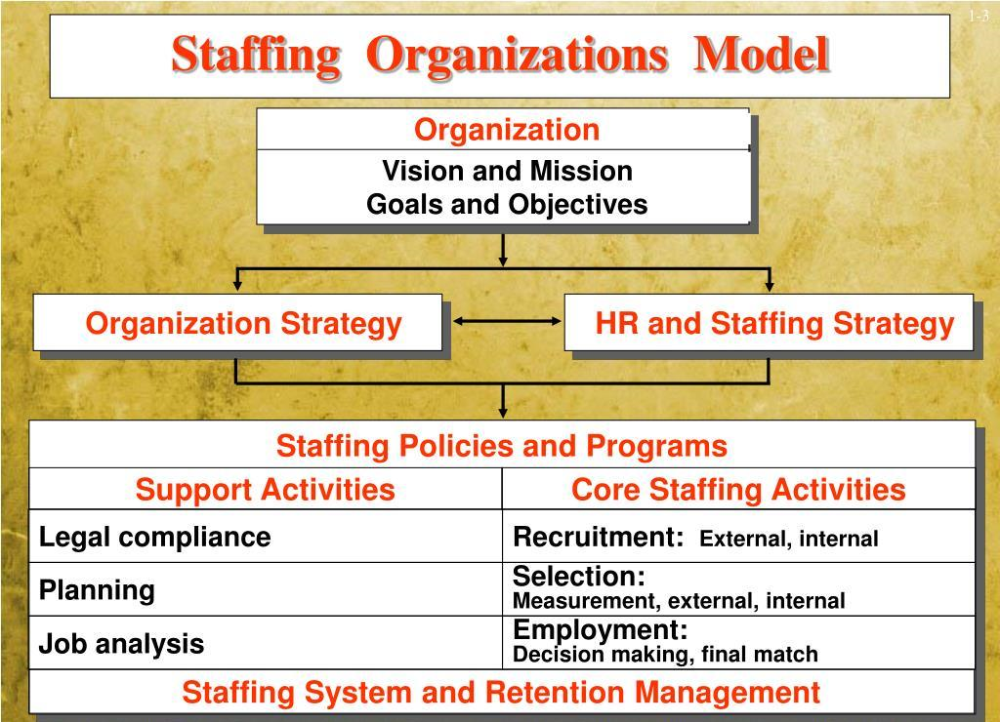 1-3
Staffing Organizations Model
Organization
Vision and Mission
Goals and Objectives
Organization Strategy
HR and Staffing Strategy
Staffing Policies and Programs
Support Activities
Core Staffing Activities
Legal compliance
Recruitment: External, internal
Planning
Selection:
Measurement, external, internal
Job analysis
Employment:
Decision making, final match
Staffing System and Retention Management